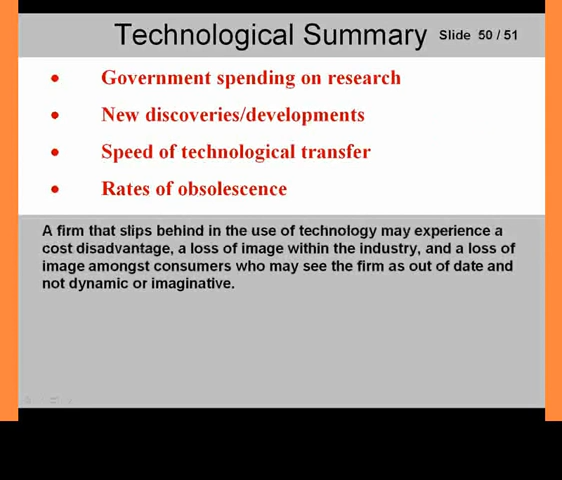 Technological Summary Slide 50 / 51
• Government spending on research
• New discoveries/developments
• Speed of technological transfer
• Rates of obsolescence
A firm that slips behind in the use of technology may experience a
cost disadvantage, a loss of image within the industry, and a loss of
image amongst consumers who may see the firm as out of date and
not dynamic or imaginative.